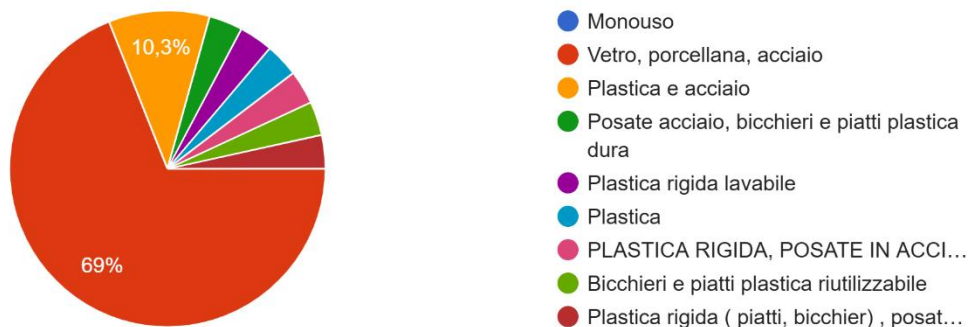 10,3%
69%
Monouso
Vetro, porcellana, acciaio
Plastica e acciaio
Posate acciaio, bicchieri e piatti plastica
dura
Plastica rigida lavabile
Plastica
PLASTICA RIGIDA, POSATE IN ACCI…
Bicchieri e piatti plastica riutilizzabile
Plastica rigida ( piatti, bicchier) , posat…